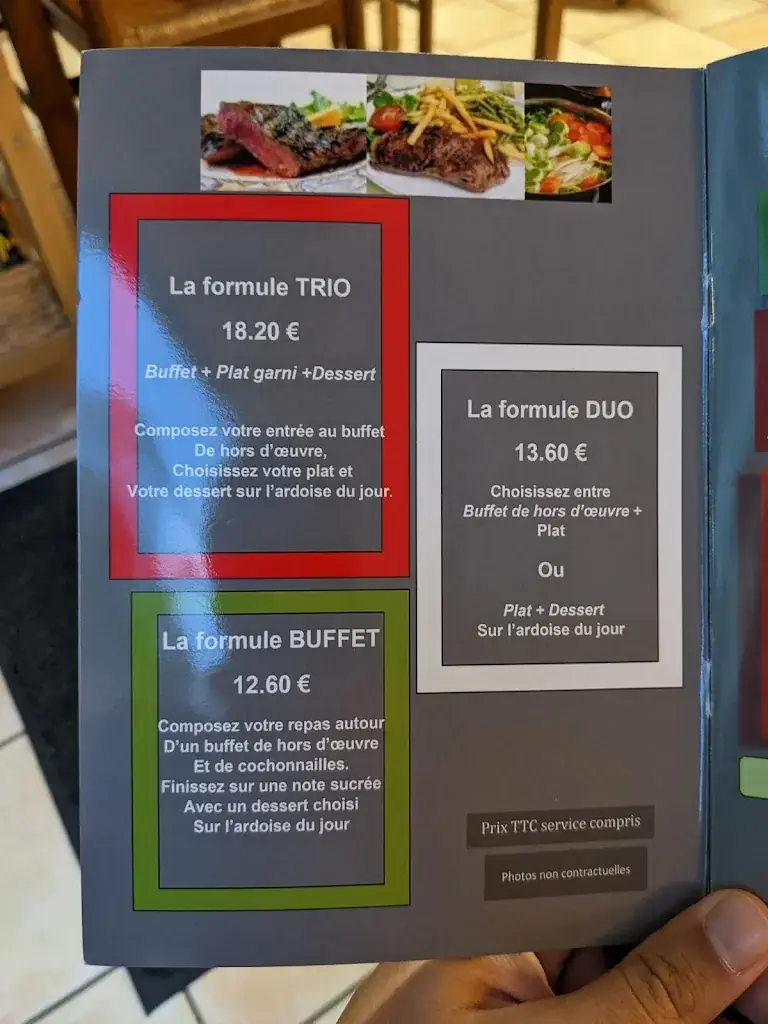 La formule TRIO
18.20 €
Buffet + Plat garni +Dessert
Composez votre entrée au buffet
De hors d'œuvre,
Choisissez votre plat et
Votre dessert sur l'ardoise du jour.
La formule DUO
13.60 €
Choisissez entre
Buffet de hors d'œuvre +
Plat
Ou
Plat + Dessert
Sur l'ardoise du jour
La formule BUFFET
12.60 €
Composez votre repas autour
D'un buffet de hors d'œuvre
Et de cochonnailles.
Finissez sur une note sucrée
Avec un dessert choisi
Sur l'ardoise du jour
Prix TTC service compris
Photos non contractuelles